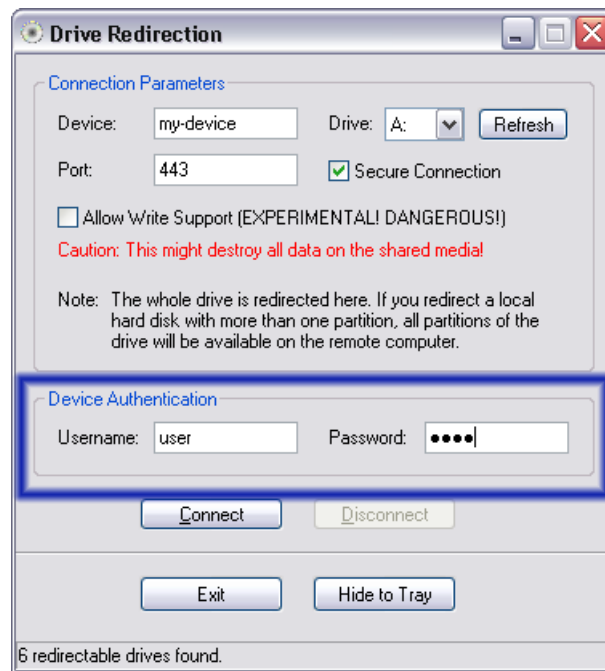 Drive Redirection
Connection Parameters
Device: my-device Drive: A: Refresh
Port: 443 Secure Connection
Allow Write Support (EXPERIMENTAL! DANGEROUS!)
Caution: This might destroy all data on the shared media!
Note: The whole drive is redirected here. If you redirect a local
hard disk with more than one partition, all partitions of the
drive will be available on the remote computer.
Device Authentication
Username: user Password: ●●●●
Connect Disconnect
Exit Hide to Tray
6 redirectable drives found.